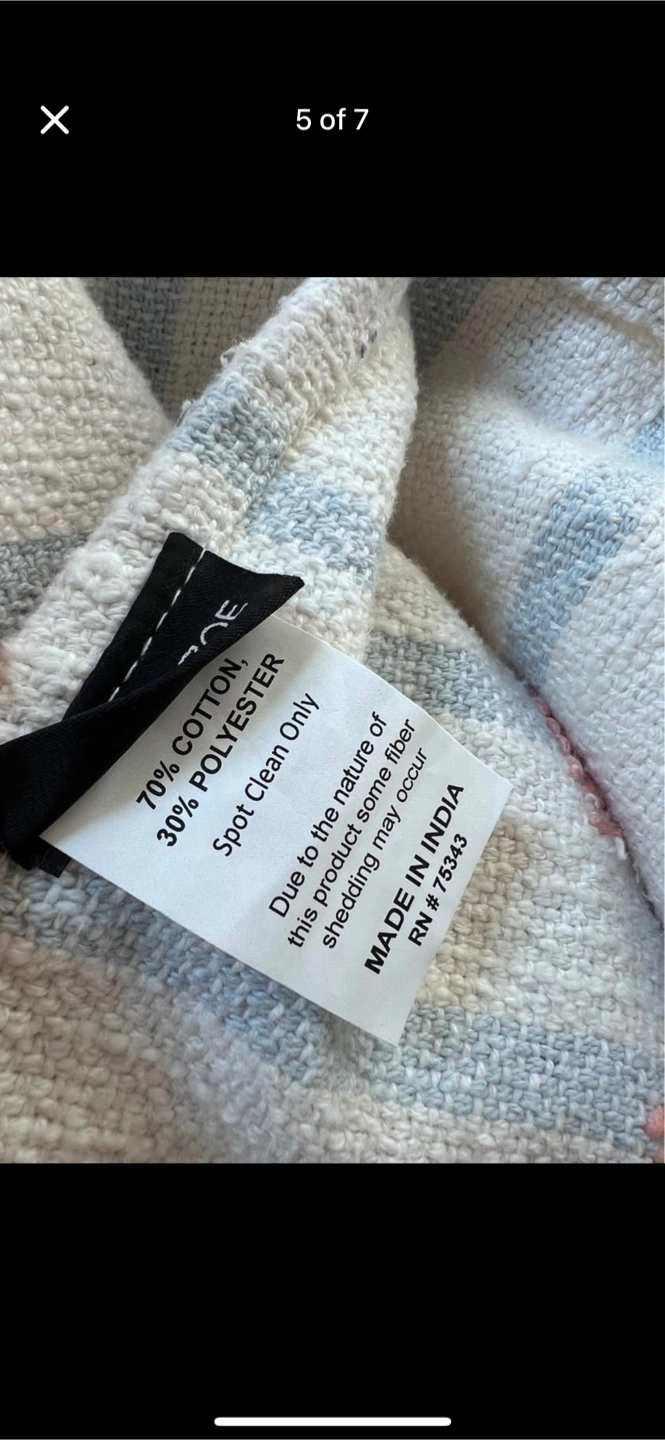 5 of 7
70% COTTON,
30% POLYESTER
Spot Clean Only
Due to the nature of
this product some fiber
shedding may occur
MADE IN INDIA
RN # 75343